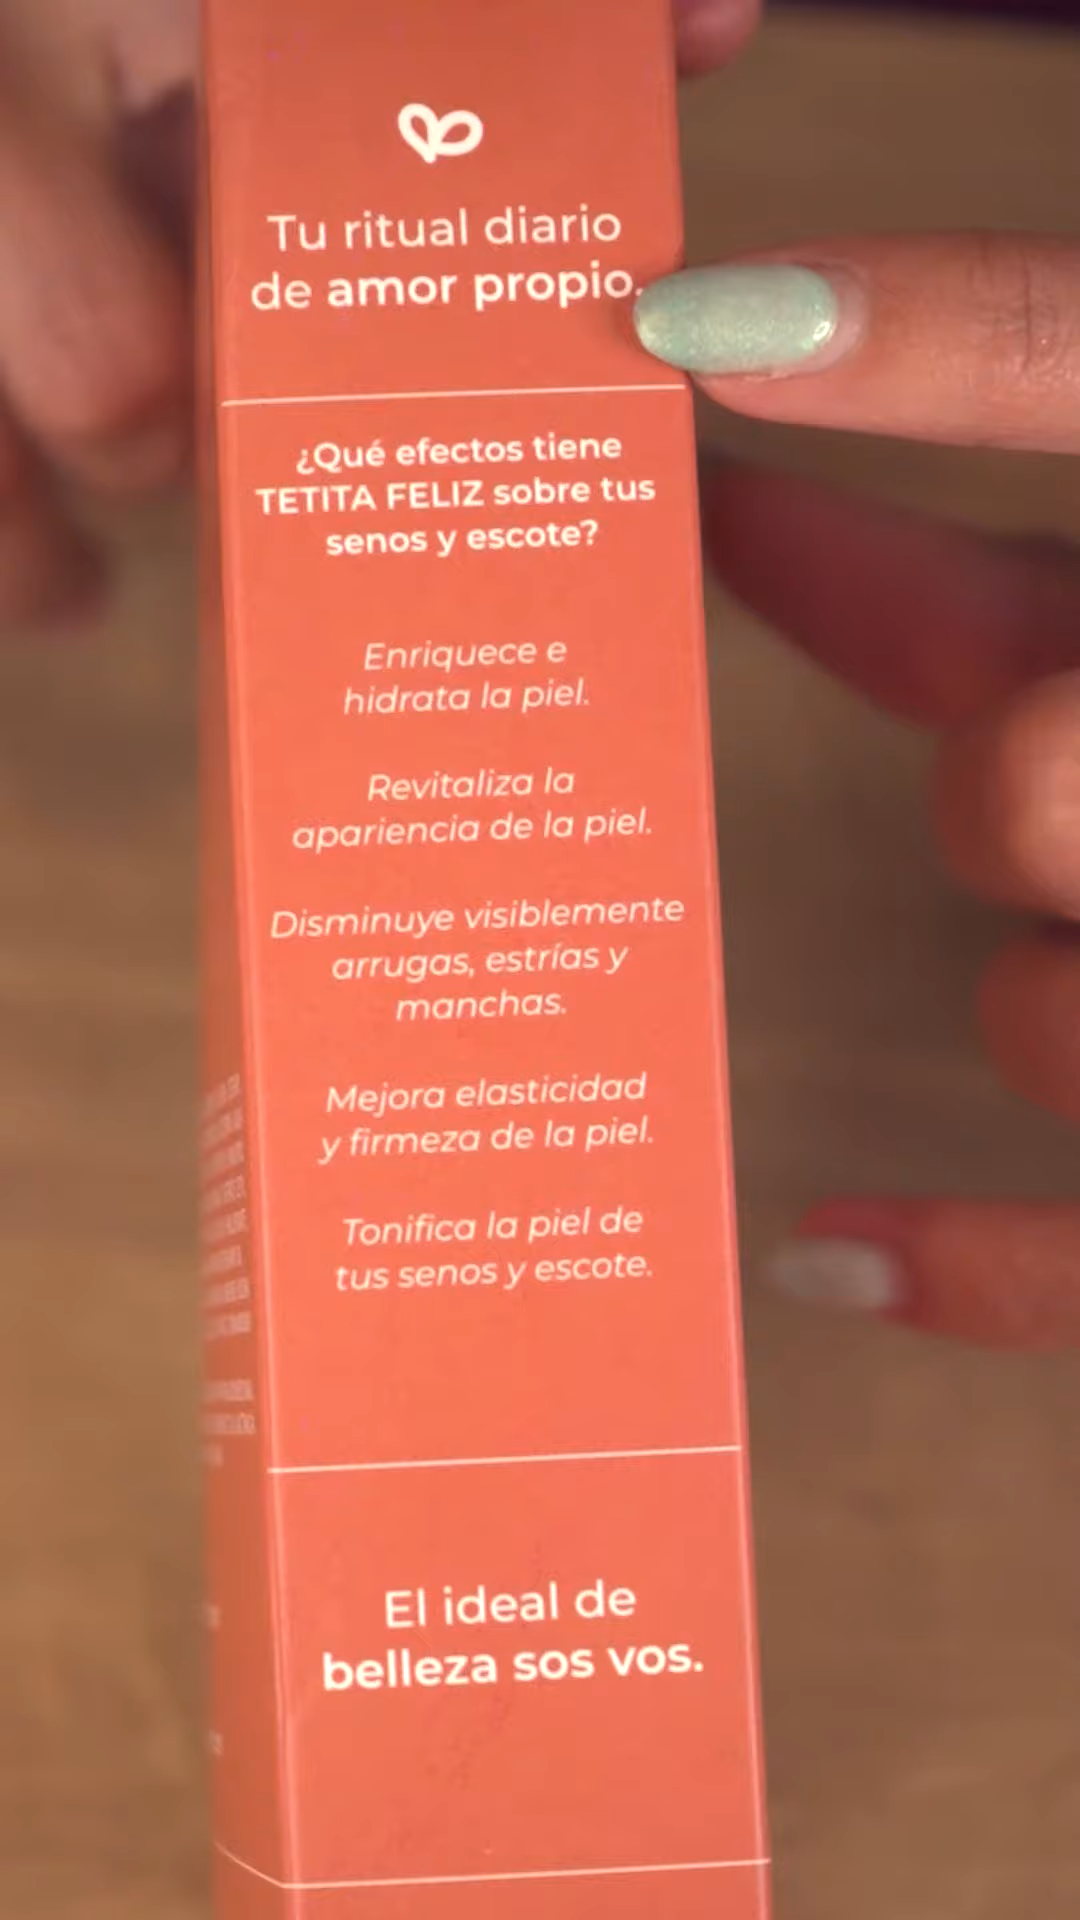 Tu ritual diario
de amor propio.
¿Qué efectos tiene
TETITA FELIZ sobre tus
senos y escote?
Enriquece e
hidrata la piel.
Revitaliza la
apariencia de la piel.
Disminuye visiblemente
arrugas, estrías y
manchas.
Mejora elasticidad
y firmeza de la piel.
Tonifica la piel de
tus senos y escote.
El ideal de
belleza sos vos.